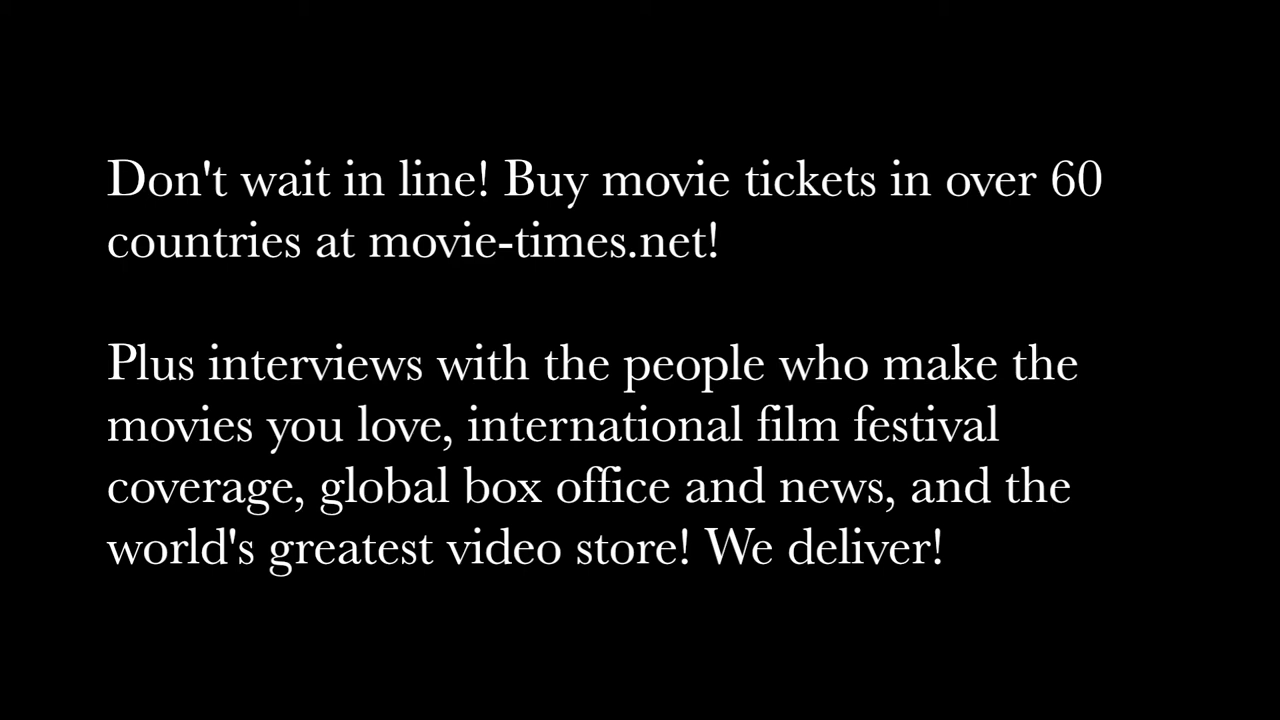 Don't wait in line! Buy movie tickets in over 60
countries at movie-times.net!
Plus interviews with the people who make the
movies you love, international film festival
coverage, global box office and news, and the
world's greatest video store! We deliver!